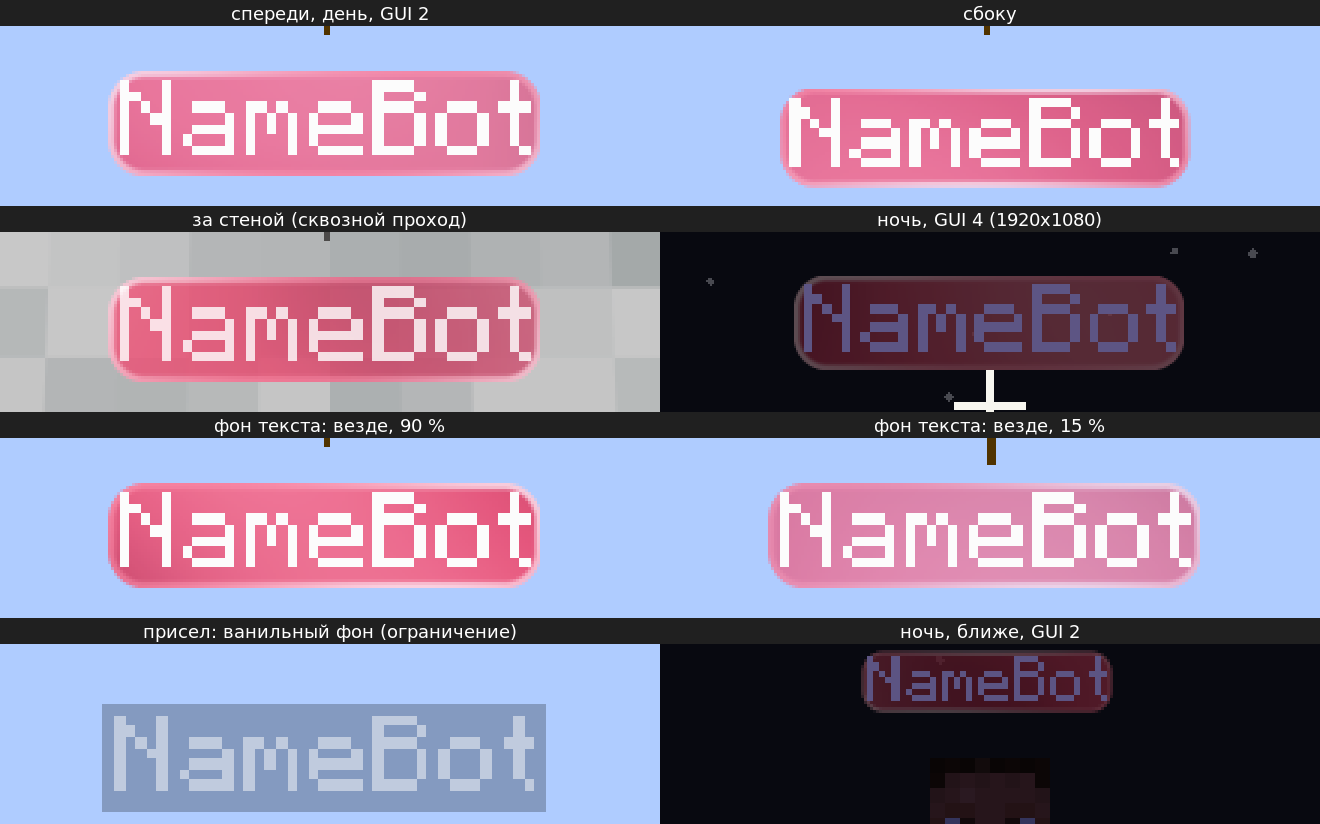 спереди, день, GUI 2
сбоку
NameBot
NameBot
за стеной (сквозной проход)
ночь, GUI 4 (1920x1080)
NameBot
NameBot
фон текста: везде, 90 %
фон текста: везде, 15 %
NameBot
NameBot
присел: ванильный фон (ограничение)
ночь, ближе, GUI 2
NameBot
NameBot